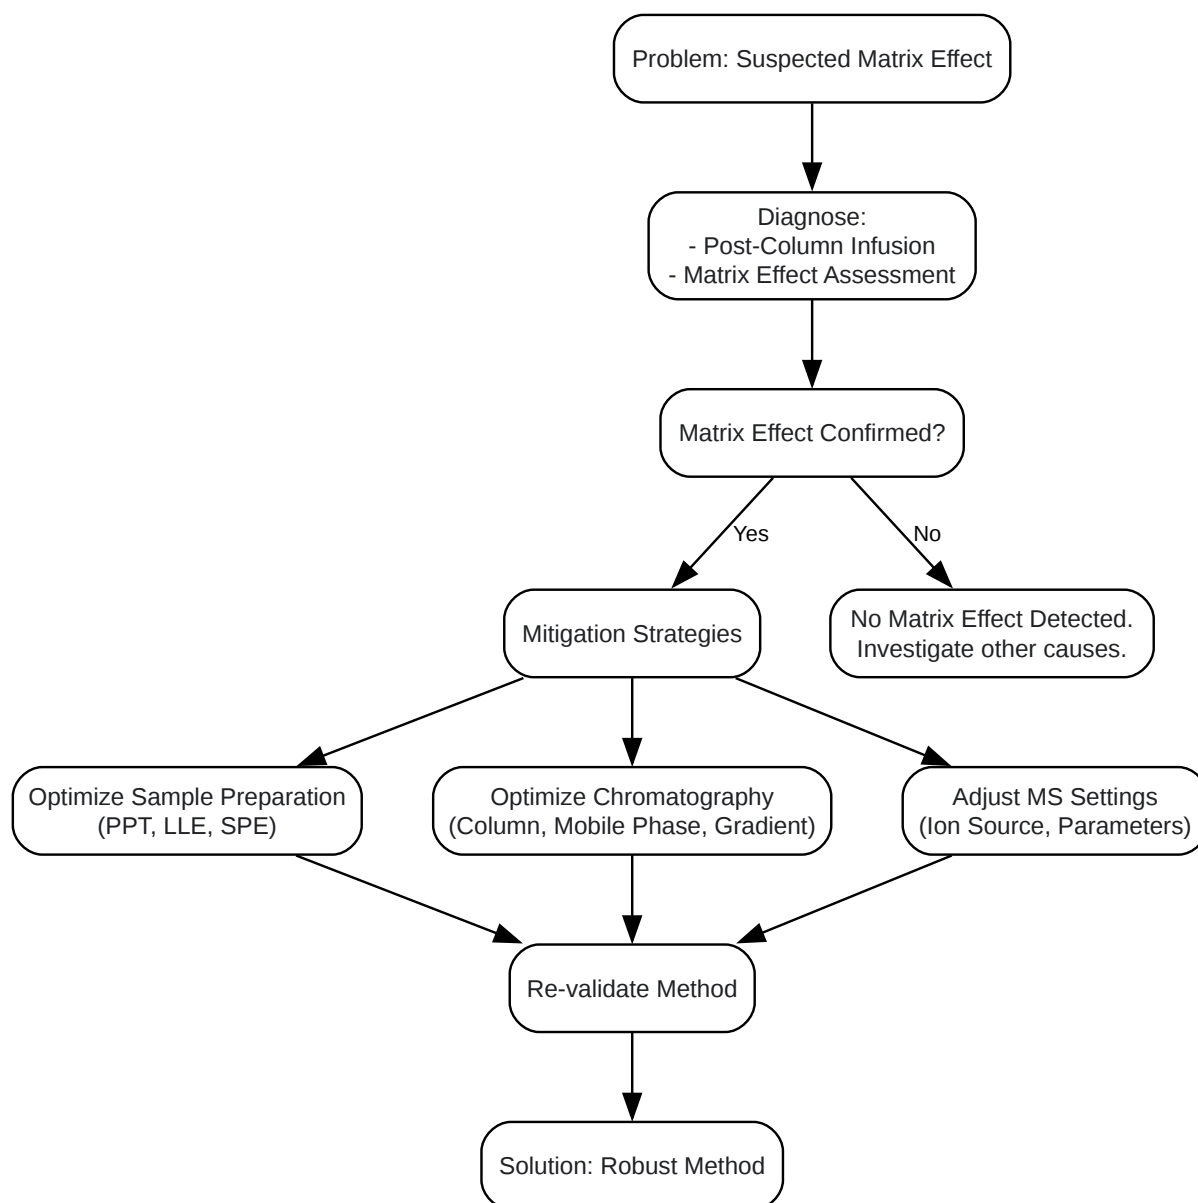 Problem: Suspected Matrix Effect
Diagnose:
- Post-Column Infusion
- Matrix Effect Assessment
Matrix Effect Confirmed?
Yes
No
Mitigation Strategies
No Matrix Effect Detected.
Investigate other causes.
Optimize Sample Preparation
(PPT, LLE, SPE)
Optimize Chromatography
(Column, Mobile Phase, Gradient)
Adjust MS Settings
(Ion Source, Parameters)
Re-validate Method
Solution: Robust Method